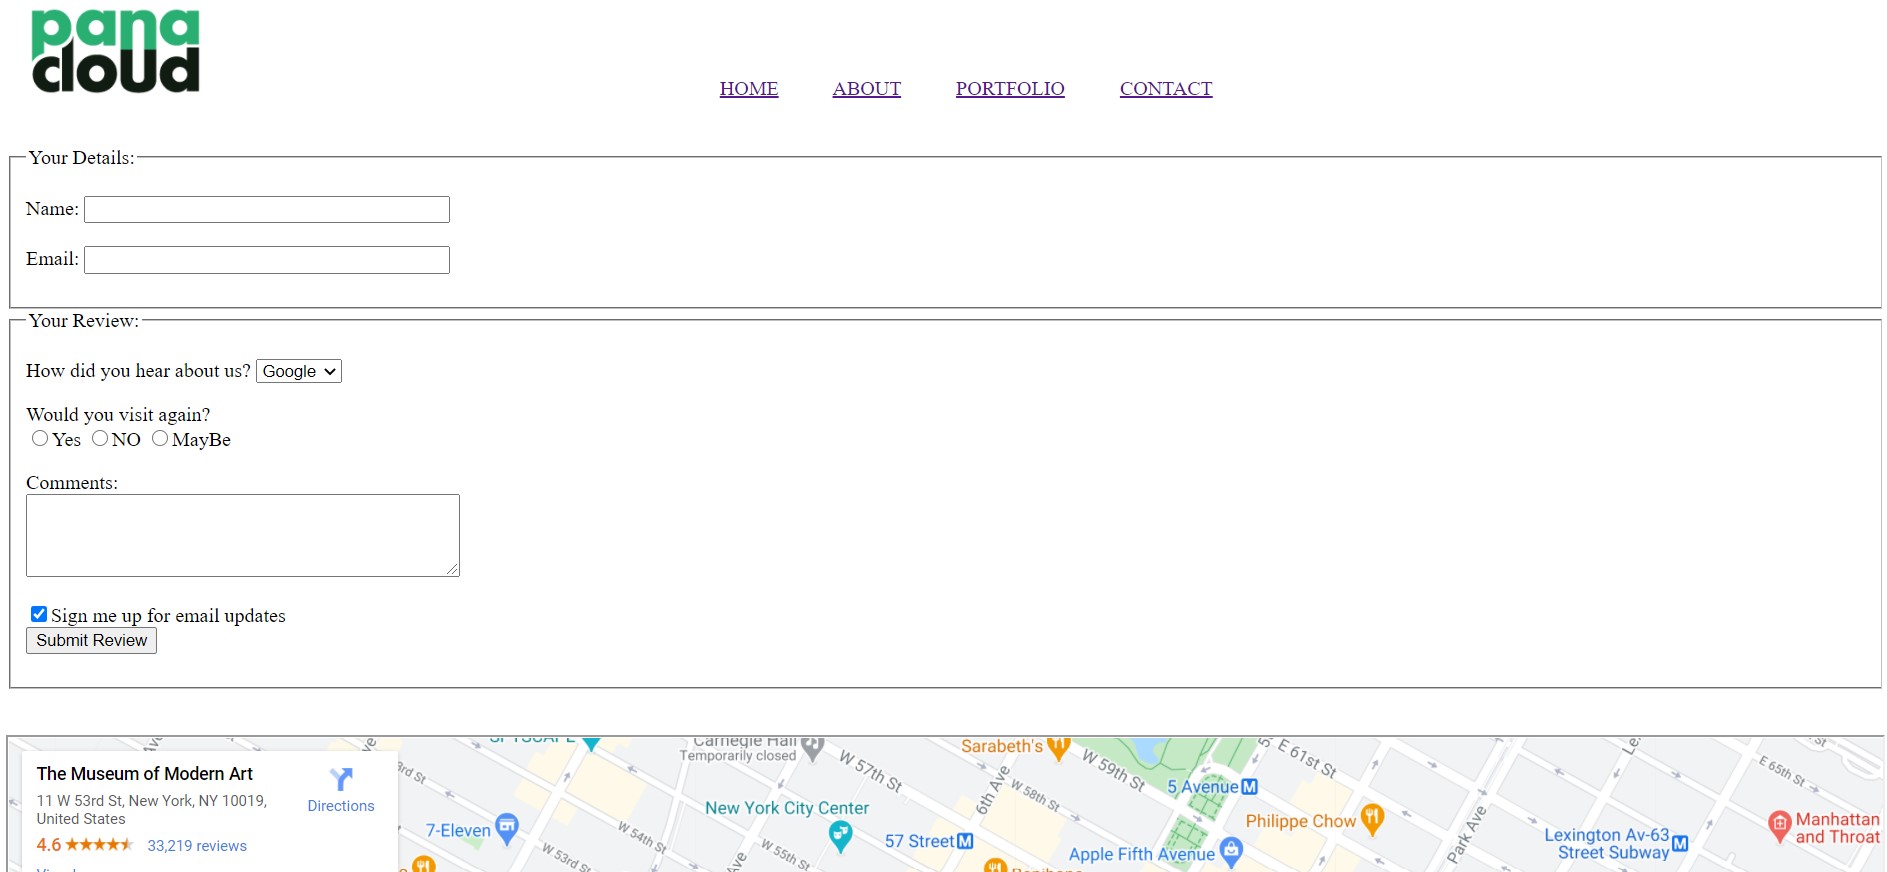 pana
cloud
HOME ABOUT PORTFOLIO CONTACT
Your Details:
Name:
Email:
Your Review:
How did you hear about us? Google
Would you visit again?
Yes NO MayBe
Comments:
Sign me up for email updates
Submit Review
The Museum of Modern Art
11 W 53rd St, New York, NY 10019,
United States
4.6 33,219 reviews
Directions
Carnegie Hall
Temporarily closed
Sarabeth's
W 57th St
W 59th St
E 61st St
E 65th St
5 Avenue M
W 58th St
6th Ave
New York City Center
7-Eleven
W 54th St
W 55th St
W 53rd St
57 Street M
Philippe Chow
Apple Fifth Avenue
Park Ave
Lexington Av-63
Street Subway M
Manhattan
and Throat